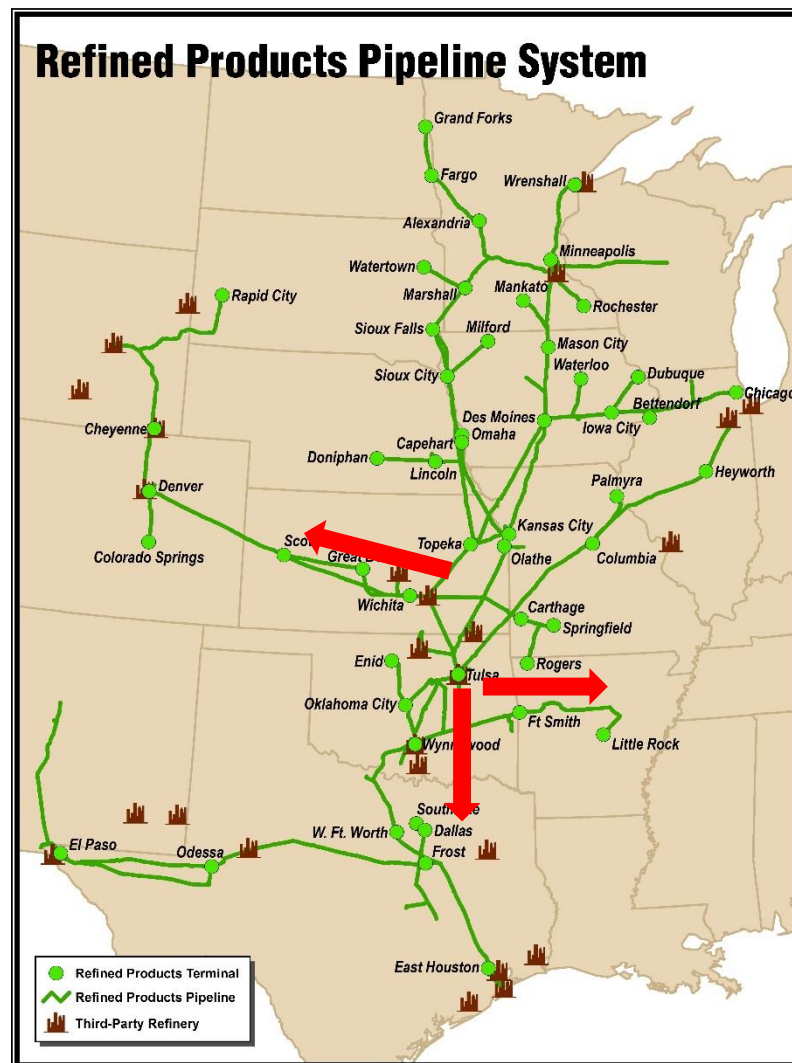 Refined Products Pipeline System
Grand Forks
Fargo
Wrenshall
Alexandria
Minneapolis
Watertown
Mankato
Marshall
Rapid City
Rochester
Sioux Falls
Milford
Mason City
Waterloo
Dubuque
Sioux City
Chicago
Bettendorf
Des Moines
Iowa City
Omaha
Cheyenne
Capehart
Doniphan
Lincoln
Heyworth
Palmyra
Denver
Kansas City
Topeka
Olathe
Columbia
Colorado Springs
Great
Wichita
Carthage
Springfield
Enid
Rogers
Tulsa
Oklahoma City
Ft Smith
Little Rock
W. Ft. Worth
Dallas
El Paso
Odessa
Frost
East Houston
Refined Products Terminal
Refined Products Pipeline
Third-Party Refinery